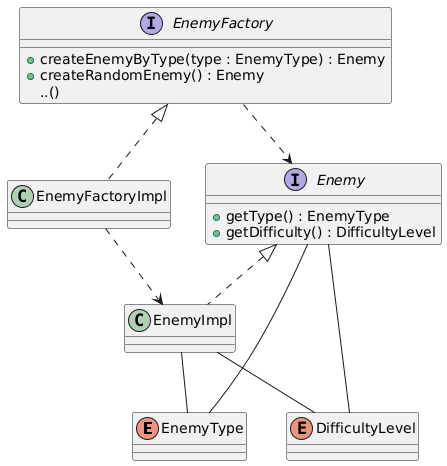 I EnemyFactory
createEnemyByType(type : EnemyType) : Enemy
createRandomEnemy() : Enemy
..()
C EnemyFactoryImpl
I Enemy
getType() : EnemyType
getDifficulty() : DifficultyLevel
C EnemyImpl
E EnemyType
E DifficultyLevel